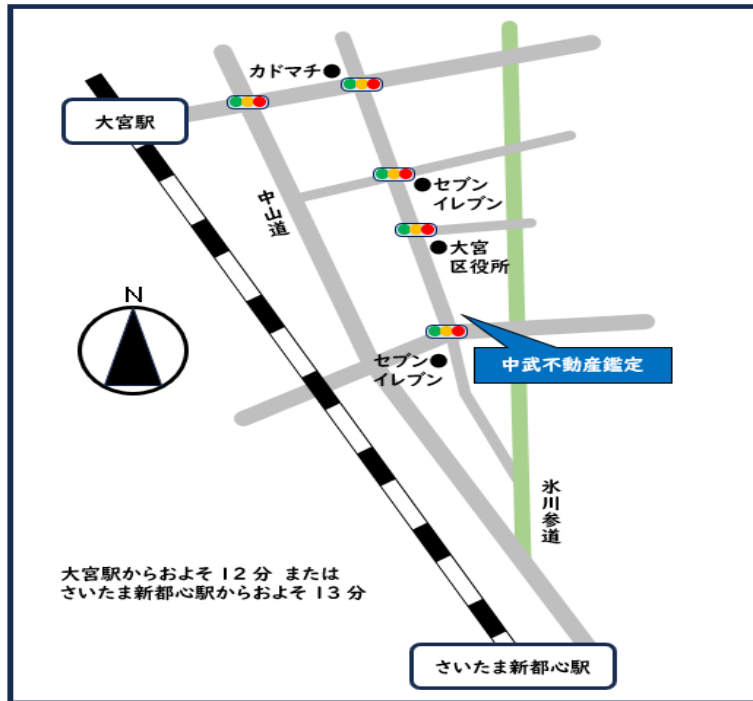 カドマチ
大宮駅
セブン
イレブン
中山道
大宮
区役所
N
セブン
イレブン
中武不動産鑑定
氷川参道
大宮駅からおよそ12分 または
さいたま新都心駅からおよそ13分
さいたま新都心駅